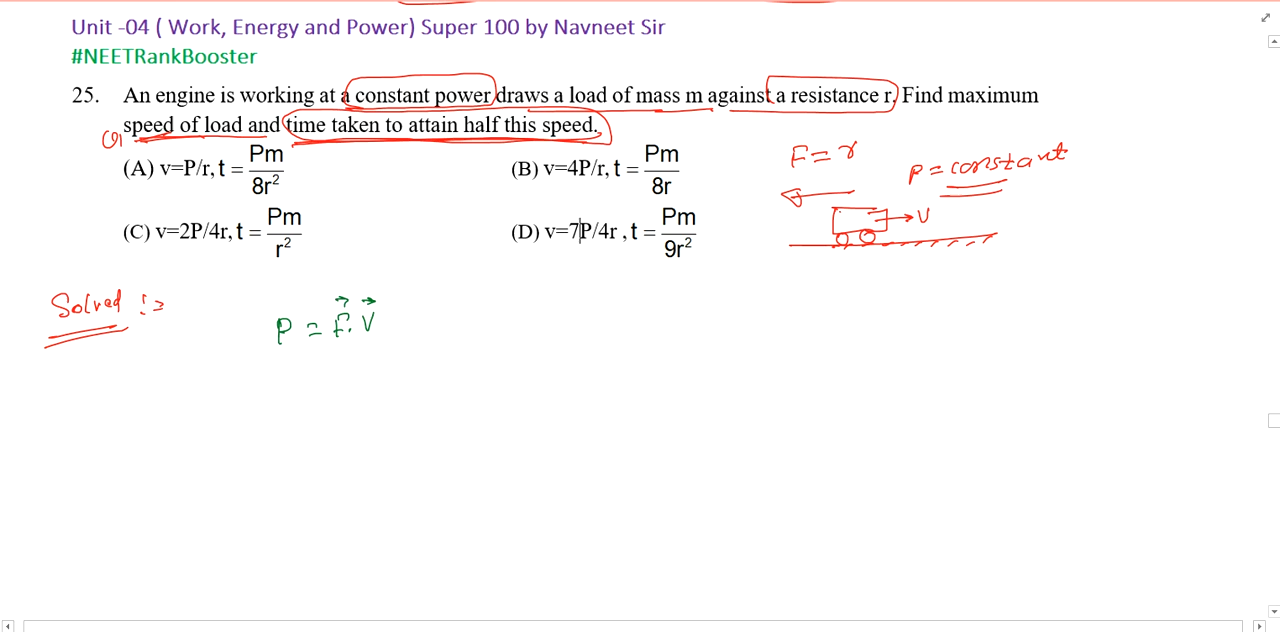 Unit -04 ( Work, Energy and Power) Super 100 by Navneet Sir
#NEETRankBooster
25. An engine is working at a constant power draws a load of mass m against a resistance r. Find maximum
speed of load and time taken to attain half this speed.
(A) v=P/r, t = Pm/8r²
(B) v=4P/r, t = Pm/8r
(C) v=2P/4r, t = Pm/r²
(D) v=7P/4r , t = Pm/9r²
F = r
P = constant
V
Solved :⇒
P = F⃗. V⃗